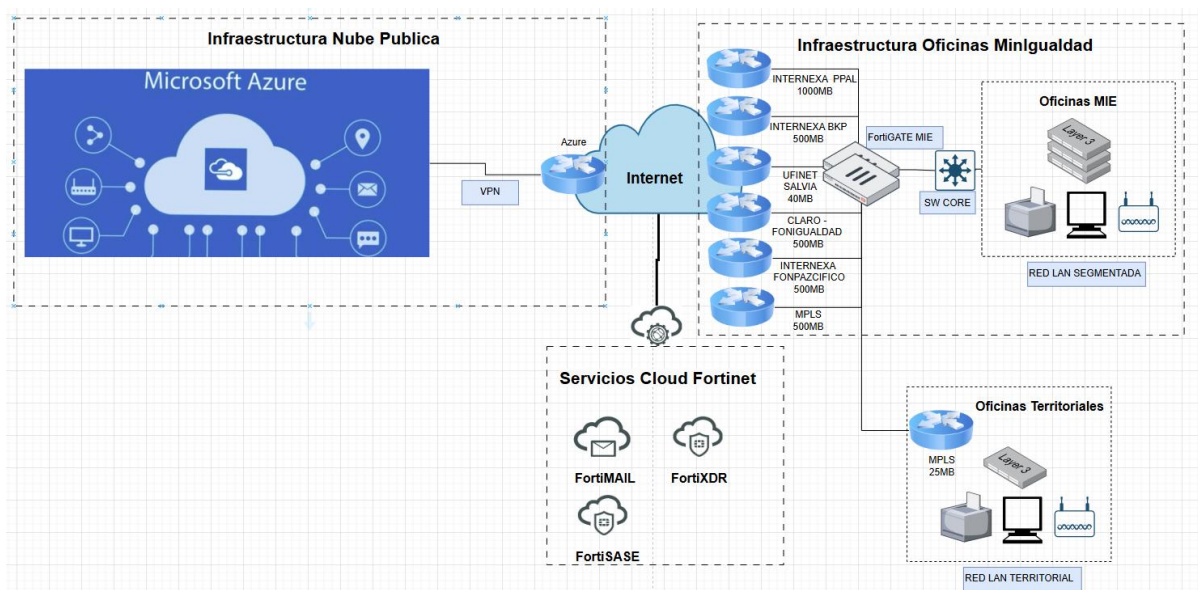 Infraestructura Nube Publica
Microsoft Azure
VPN
Azure
Internet
Infraestructura Oficinas MinIgualdad
INTERNEXA PPAL
1000MB
INTERNEXA BKP
500MB
UFINET
SALVIA
40MB
CLARO -
FONIGUALDAD
500MB
INTERNEXA
FONPAZCIFICO
500MB
MPLS
500MB
FortiGATE MIE
SW CORE
Oficinas MIE
Layer 3
RED LAN SEGMENTADA
Servicios Cloud Fortinet
FortiMAIL
FortiXDR
FortiSASE
Oficinas Territoriales
MPLS
25MB
Layer 3
RED LAN TERRITORIAL